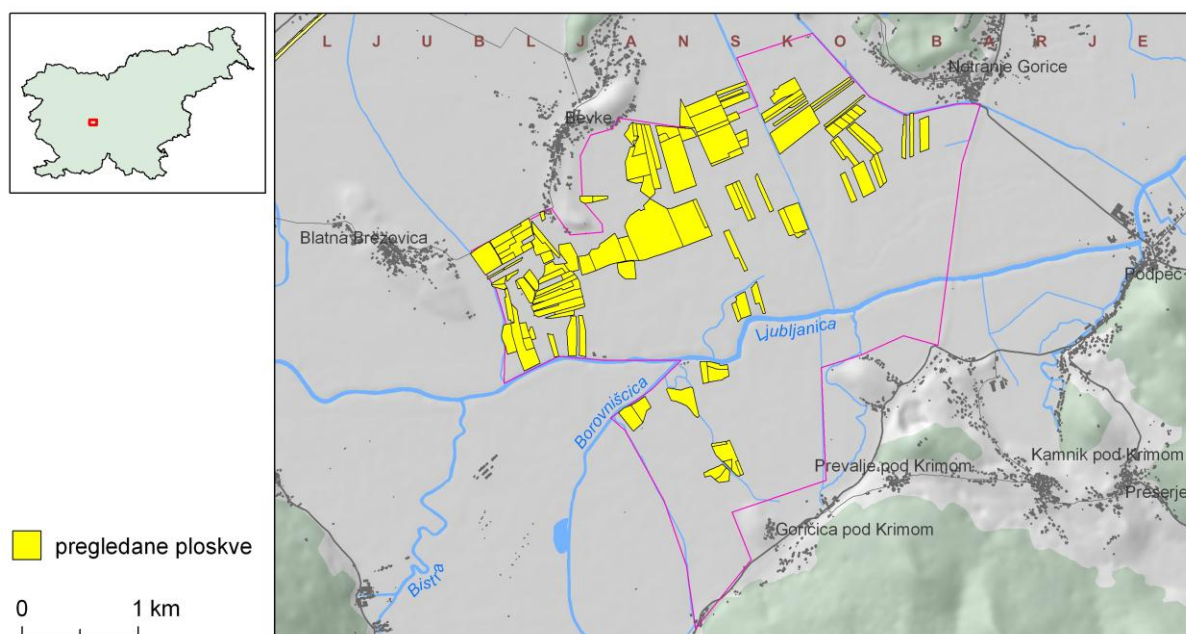 L J U B L J A N S K O B A R J E
Notranje Gorice
Bevke
Blatna Brezovica
Podpeč
Ljubljanica
Borovniščica
Prevalje pod Krimom
Kamnik pod Krimom
Preserje
Goričica pod Krimom
Bistra
pregledane ploskve
0 1 km